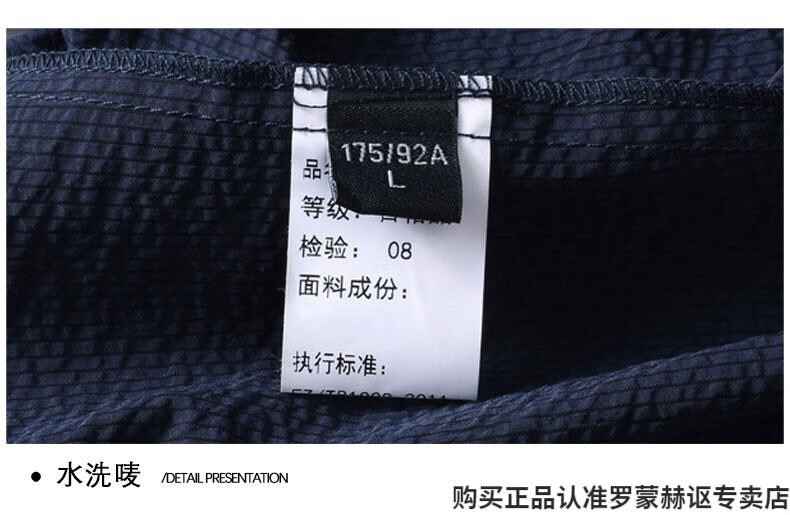 175/92A
L
等级：
检验： 08
面料成份：
执行标准：
水洗唛 /DETAIL PRESENTATION
购买正品认准罗蒙赫讴专卖店